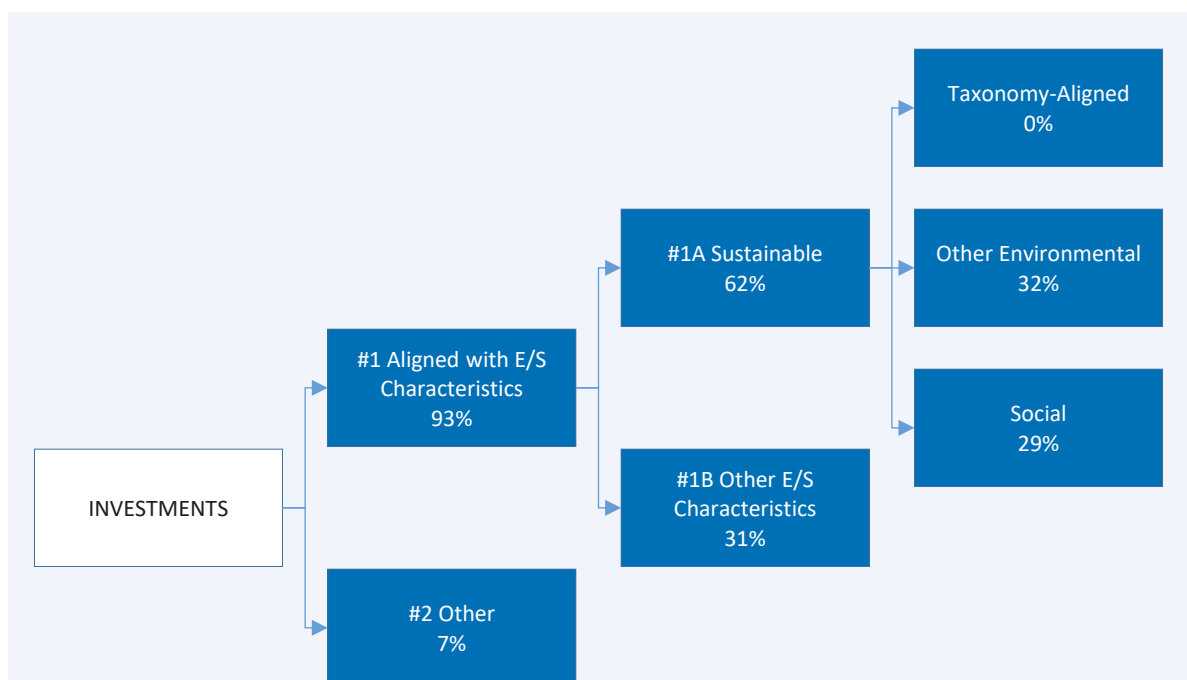 INVESTMENTS
#1 Aligned with E/S
Characteristics
93%
#2 Other
7%
#1A Sustainable
62%
#1B Other E/S
Characteristics
31%
Taxonomy-Aligned
0%
Other Environmental
32%
Social
29%